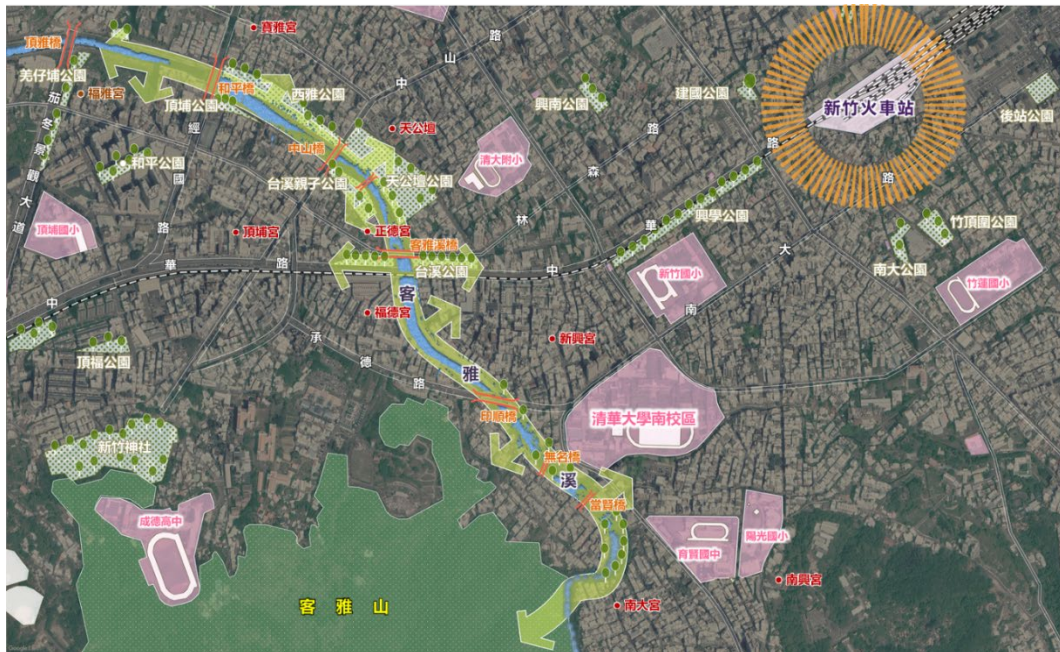 寶雅宮
頂雅橋
中山路
新竹火車站
羌仔埔公園
福雅宮
和平橋
西雅公園
頂埔公園
興南公園
建國公園
後站公園
茄冬景觀大道
經國路
天公壇
中山橋
和平公園
清大附小
林森路
台溪親子公園
天公壇公園
興學公園
竹頂圍公園
頂埔國小
頂埔宮
正德宮
客雅溪橋
台溪公園
南大公園
新竹國小
竹蓮國小
中華路
中華路
南大路
客雅溪
福德宮
新興宮
頂福公園
承德路
印順橋
清華大學南校區
新竹神社
無名橋
當賢橋
成德高中
育賢國中
陽光國小
客雅山
南大宮
南興宮